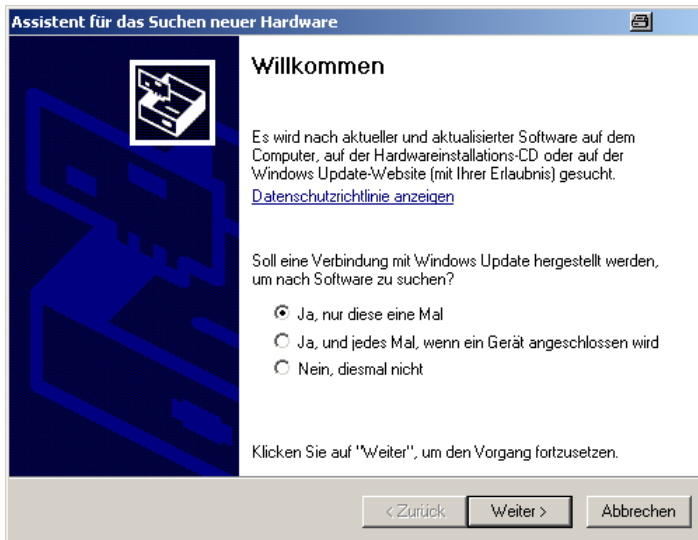 Assistent für das Suchen neuer Hardware
Willkommen
Es wird nach aktueller und aktualisierter Software auf dem
Computer, auf der Hardwareinstallations-CD oder auf der
Windows Update-Website (mit Ihrer Erlaubnis) gesucht.
Datenschutzrichtlinie anzeigen
Soll eine Verbindung mit Windows Update hergestellt werden,
um nach Software zu suchen?
Ja, nur diese eine Mal
Ja, und jedes Mal, wenn ein Gerät angeschlossen wird
Nein, diesmal nicht
Klicken Sie auf "Weiter", um den Vorgang fortzusetzen.
< Zurück Weiter > Abbrechen